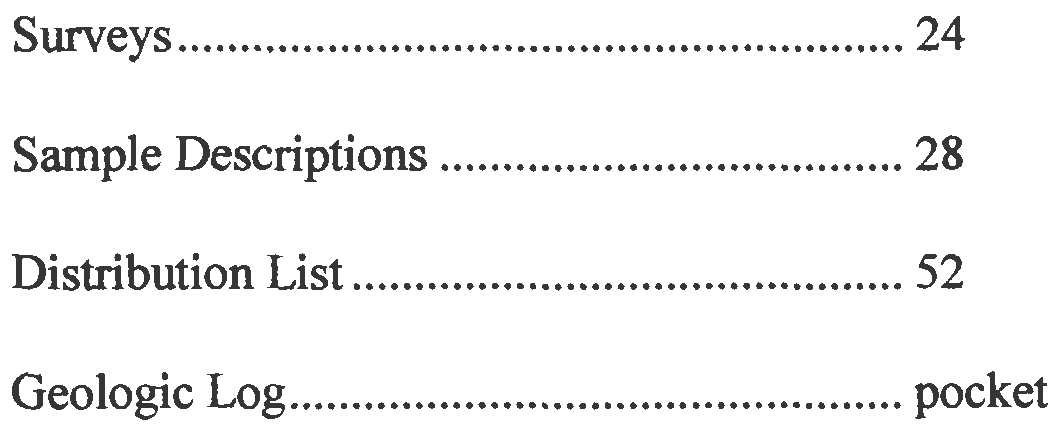 Surveys.......................................................... 24
Sample Descriptions ..................................... 28
Distribution List ............................................ 52
Geologic Log................................................. pocket